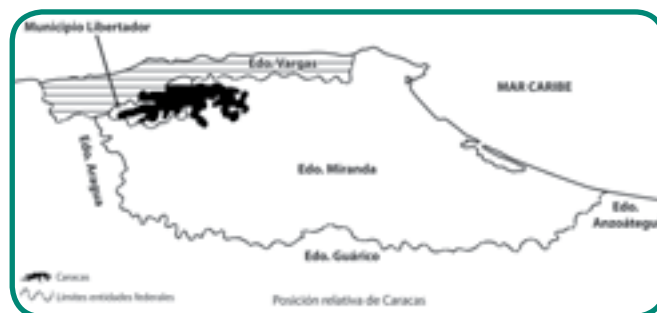 Municipio Libertador
Edo. Vargas
MAR CARIBE
Edo. Aragua
Edo. Miranda
Edo.
Anzoátegui
Edo. Guárico
Caracas
Límites entidades federales
Posición relativa de Caracas